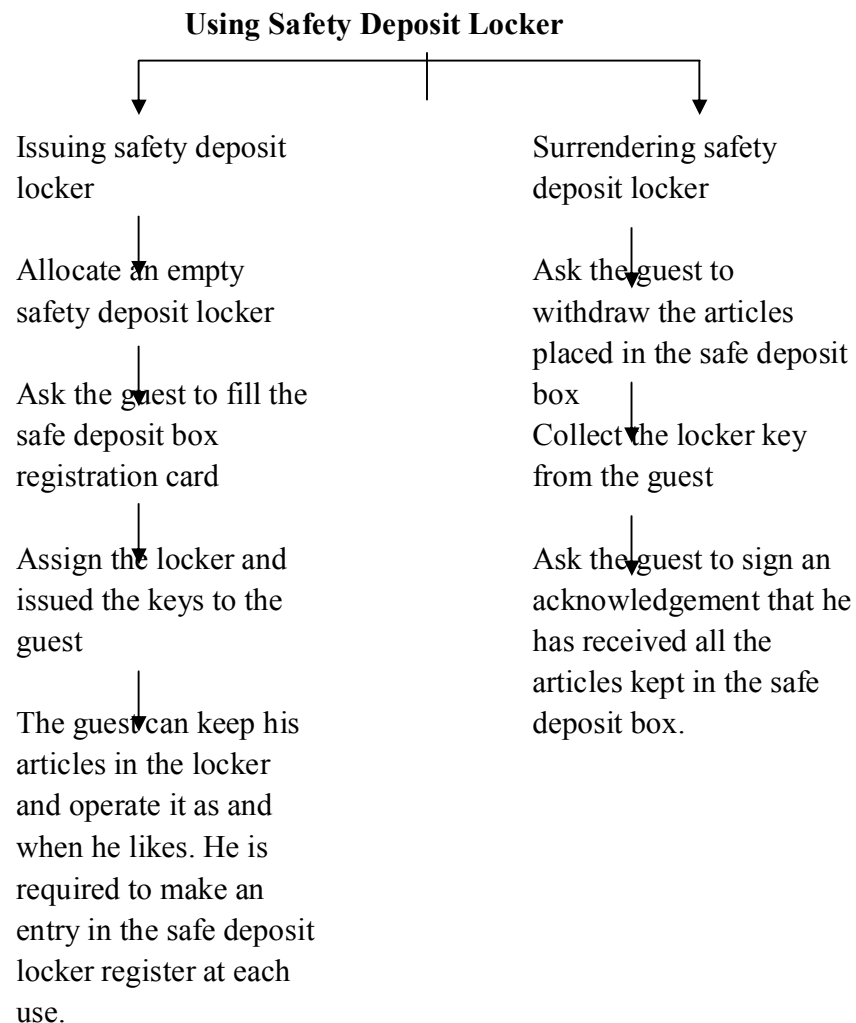 Using Safety Deposit Locker
Issuing safety deposit
locker
Allocate an empty
safety deposit locker
Ask the guest to fill the
safe deposit box
registration card
Assign the locker and
issued the keys to the
guest
The guest can keep his
articles in the locker
and operate it as and
when he likes. He is
required to make an
entry in the safe deposit
locker register at each
use.
Surrendering safety
deposit locker
Ask the guest to
withdraw the articles
placed in the safe deposit
box
Collect the locker key
from the guest
Ask the guest to sign an
acknowledgement that he
has received all the
articles kept in the safe
deposit box.